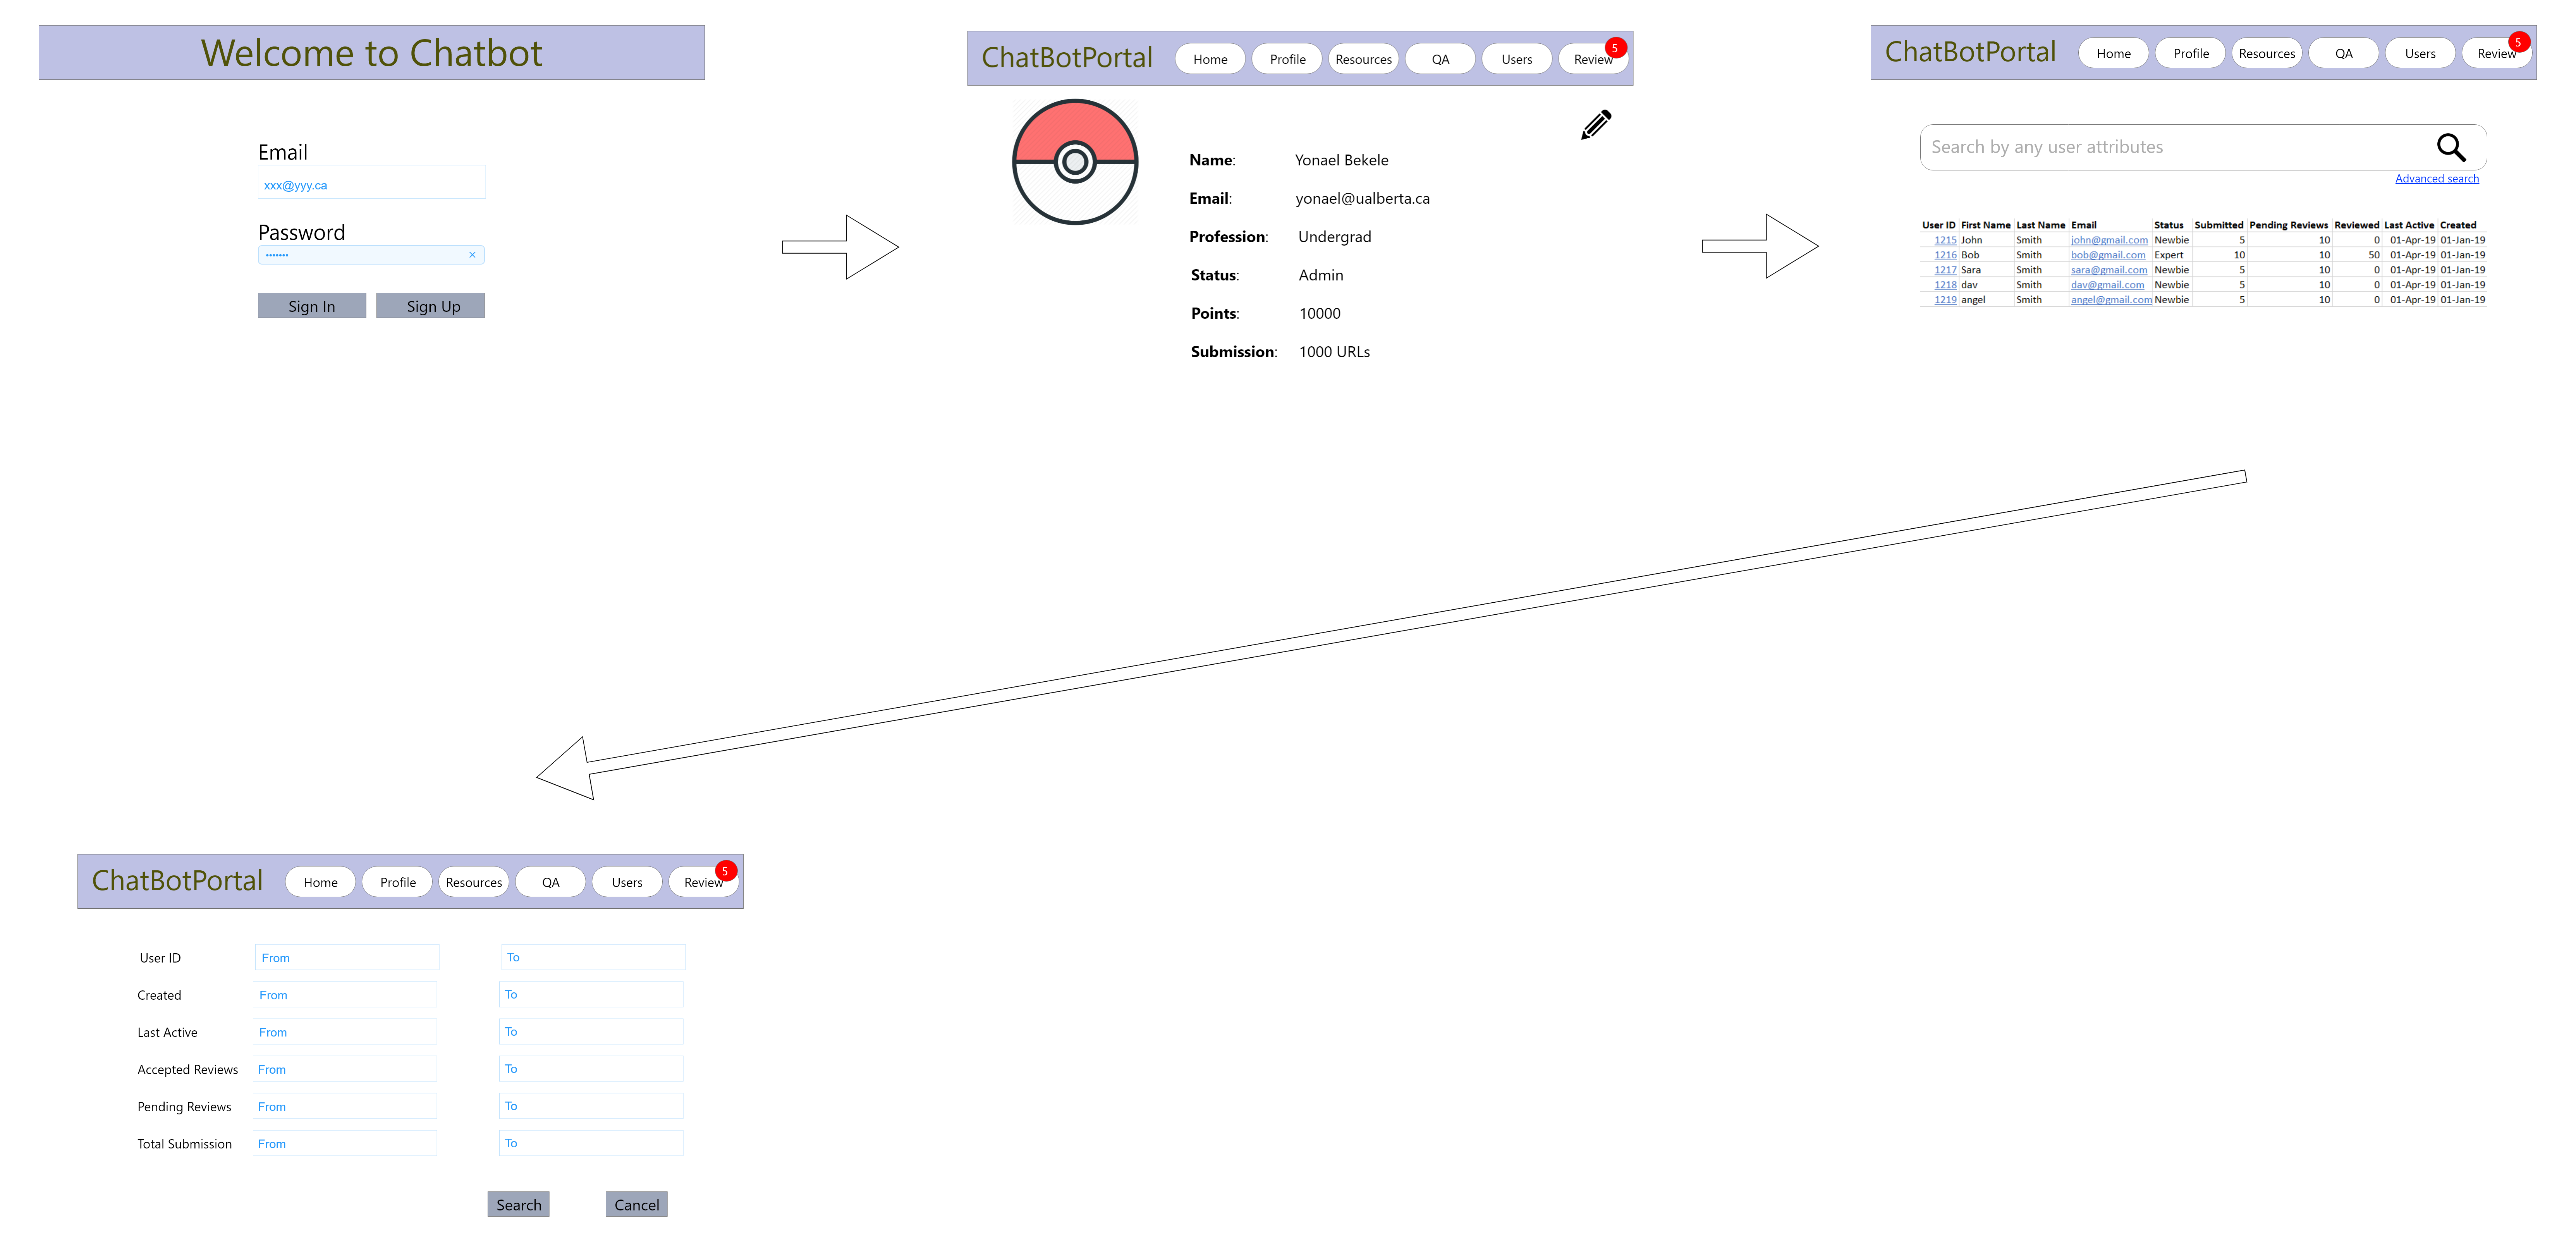 Welcome to Chatbot
Email
xxx@yyy.ca
Password
•••••••
Sign In Sign Up
ChatBotPortal Home Profile Resources QA Users Review 5
Name: Yonael Bekele
Email: yonael@ualberta.ca
Profession: Undergrad
Status: Admin
Points: 10000
Submission: 1000 URLs
ChatBotPortal Home Profile Resources QA Users Review 5
Search by any user attributes
Advanced search
User ID First Name Last Name Email Status Submitted Pending Reviews Reviewed Last Active Created
1215 John Smith john@gmail.com Newbie 5 10 0 01-Apr-19 01-Jan-19
1216 Bob Smith bob@gmail.com Expert 10 10 50 01-Apr-19 01-Jan-19
1217 Sara Smith sara@gmail.com Newbie 5 10 0 01-Apr-19 01-Jan-19
1218 dav Smith dav@gmail.com Newbie 5 10 0 01-Apr-19 01-Jan-19
1219 angel Smith angel@gmail.com Newbie 5 10 0 01-Apr-19 01-Jan-19
ChatBotPortal Home Profile Resources QA Users Review 5
User ID From To
Created From To
Last Active From To
Accepted Reviews From To
Pending Reviews From To
Total Submission From To
Search Cancel